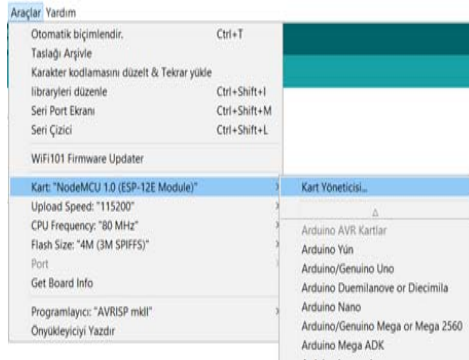 Araçlar Yardım
Otomatik biçimlendir. Ctrl+T
Taslağı Arşivle
Karakter kodlamasını düzelt & Tekrar yükle
libraryleri düzenle Ctrl+Shift+I
Seri Port Ekranı Ctrl+Shift+M
Seri Çizici Ctrl+Shift+L
WiFi101 Firmware Updater
Kart: "NodeMCU 1.0 (ESP-12E Module)"
Upload Speed: "115200"
CPU Frequency: "80 MHz"
Flash Size: "4M (3M SPIFFS)"
Port
Get Board Info
Programlayıcı: "AVRISP mkII"
Önyükleyiciyi Yazdır
Kart Yöneticisi...
Arduino AVR Kartlar
Arduino Yún
Arduino/Genuino Uno
Arduino Duemilanove or Diecimila
Arduino Nano
Arduino/Genuino Mega or Mega 2560
Arduino Mega ADK